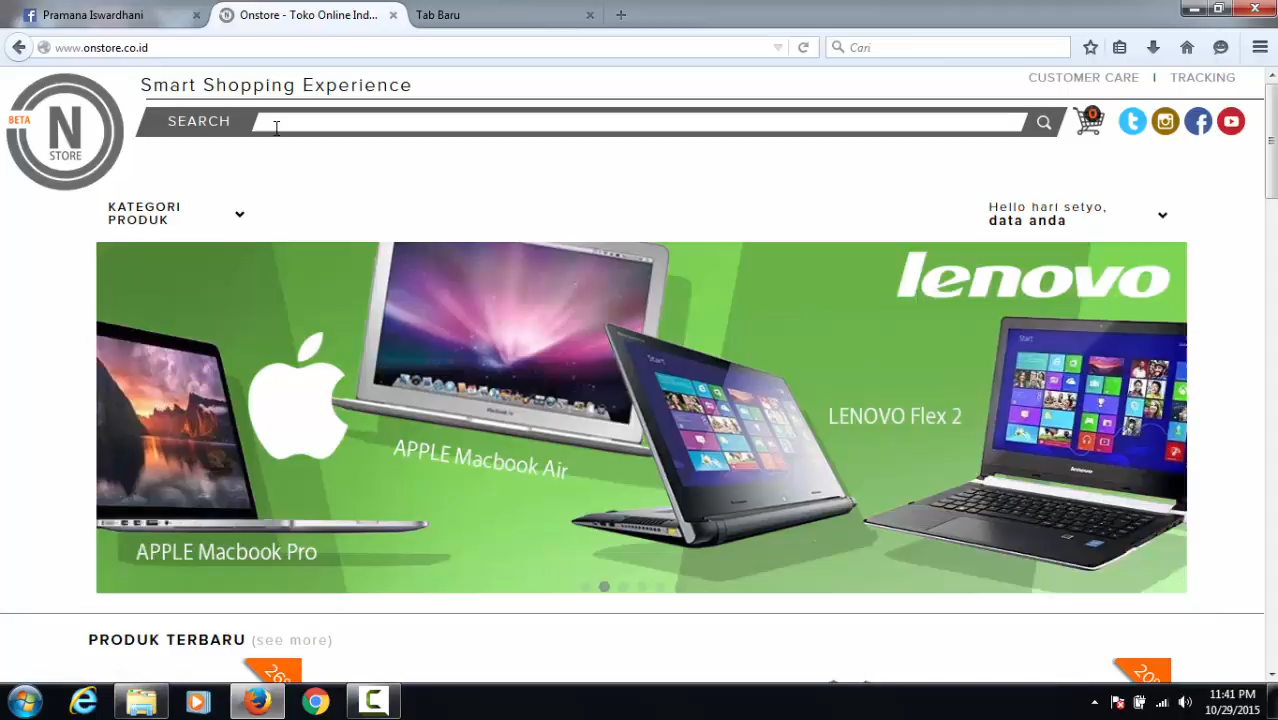 Pramana Iswardhani
Onstore - Toko Online Ind...
Tab Baru
www.onstore.co.id
Cari
Smart Shopping Experience
CUSTOMER CARE I TRACKING
BETA
N
STORE
SEARCH
0
KATEGORI
PRODUK
Hello hari setyo,
data anda
lenovo
APPLE Macbook Air
LENOVO Flex 2
APPLE Macbook Pro
PRODUK TERBARU (see more)
11:41 PM
10/29/2015